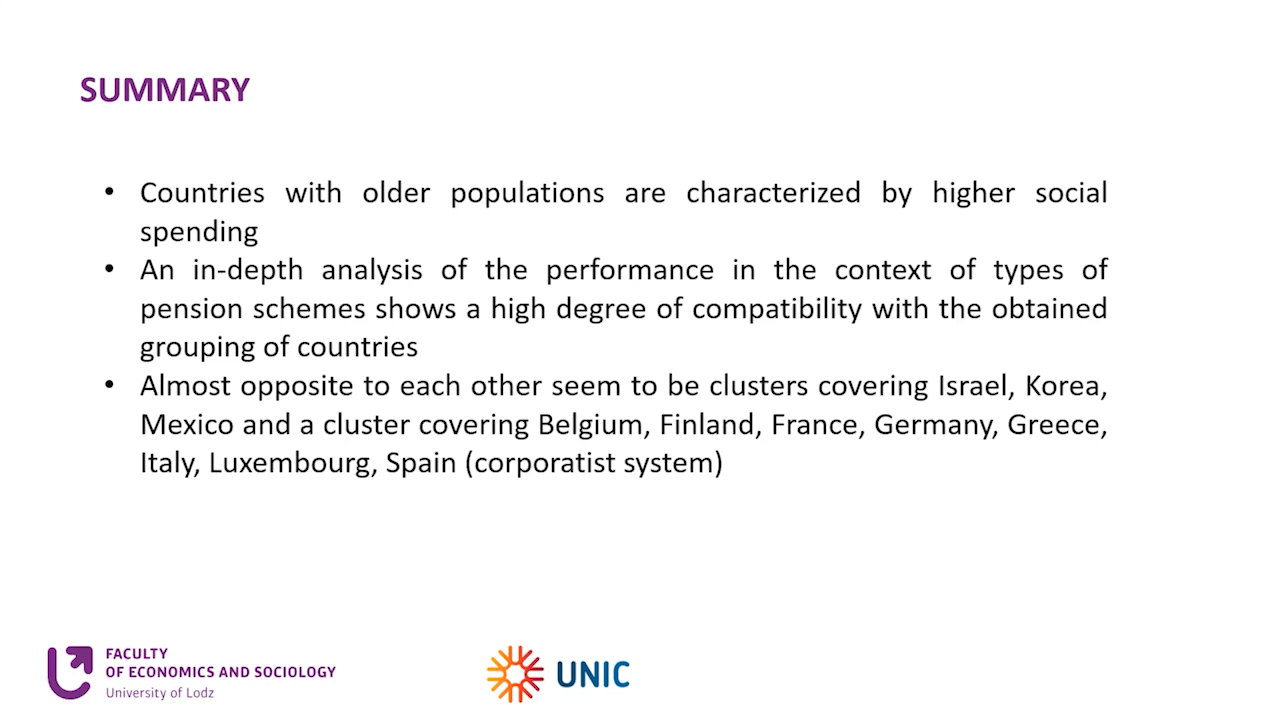 SUMMARY
• Countries with older populations are characterized by higher social
spending
• An in-depth analysis of the performance in the context of types of
pension schemes shows a high degree of compatibility with the obtained
grouping of countries
• Almost opposite to each other seem to be clusters covering Israel, Korea,
Mexico and a cluster covering Belgium, Finland, France, Germany, Greece,
Italy, Luxembourg, Spain (corporatist system)
FACULTY
OF ECONOMICS AND SOCIOLOGY
University of Lodz
UNIC